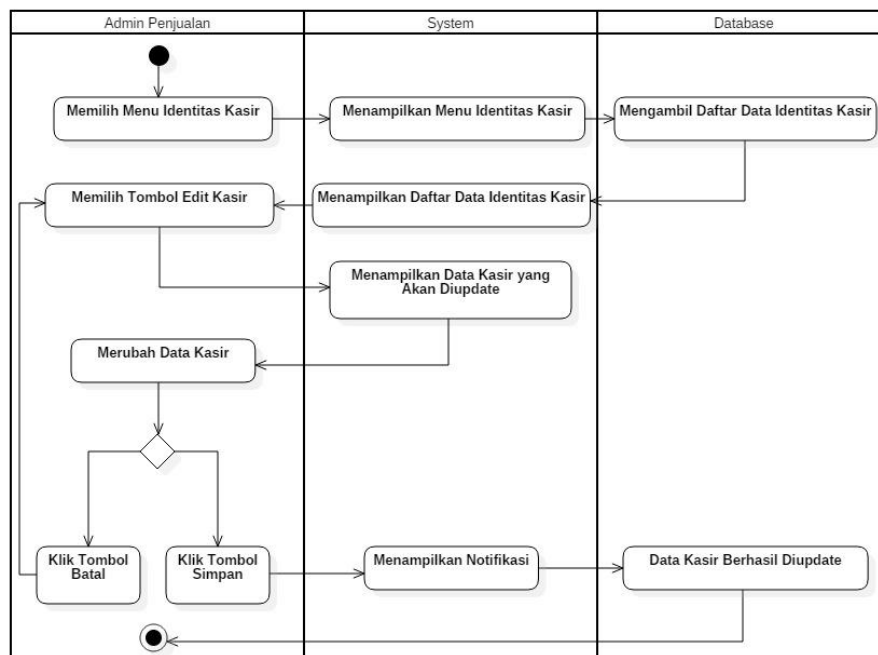 Admin Penjualan
System
Database
Memilih Menu Identitas Kasir
Menampilkan Menu Identitas Kasir
Mengambil Daftar Data Identitas Kasir
Memilih Tombol Edit Kasir
Menampilkan Daftar Data Identitas Kasir
Menampilkan Data Kasir yang
Akan Diupdate
Merubah Data Kasir
Klik Tombol
Batal
Klik Tombol
Simpan
Menampilkan Notifikasi
Data Kasir Berhasil Diupdate